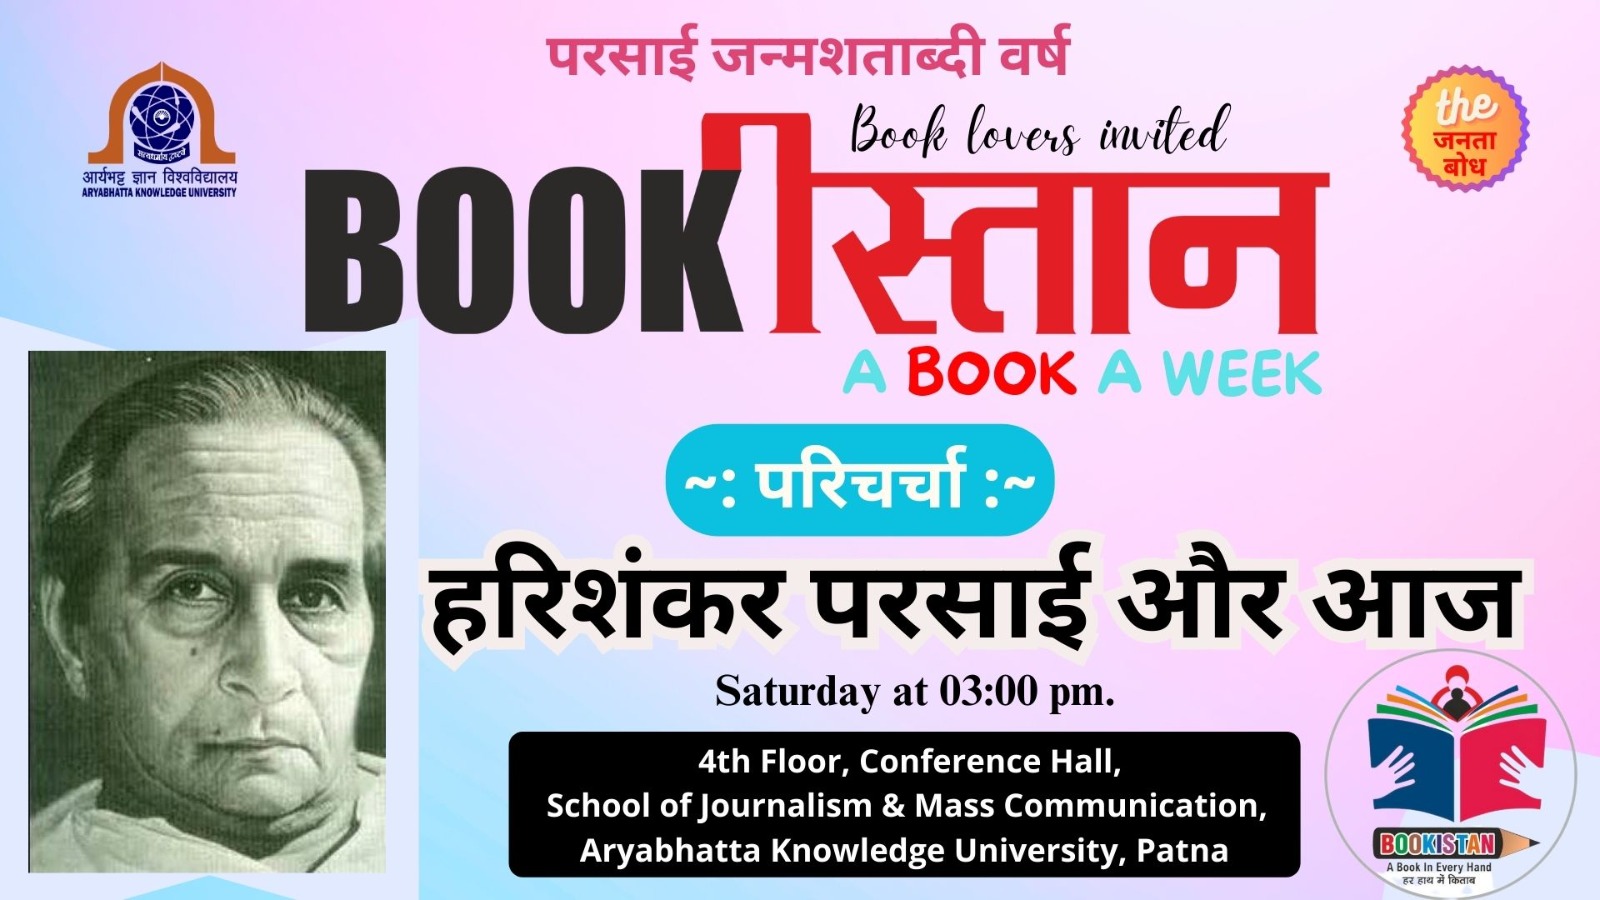 परसाई जन्मशताब्दी वर्ष
Book lovers invited
the
जनता
बोध
आर्यभट्ट ज्ञान विश्वविद्यालय
ARYABHATTA KNOWLEDGE UNIVERSITY
BOOKीस्तान
A BOOK A WEEK
~: परिचर्चा :~
हरिशंकर परसाई और आज
Saturday at 03:00 pm.
4th Floor, Conference Hall,
School of Journalism & Mass Communication,
Aryabhatta Knowledge University, Patna
BOOKISTAN
A Book In Every Hand
हर हाथ में किताब